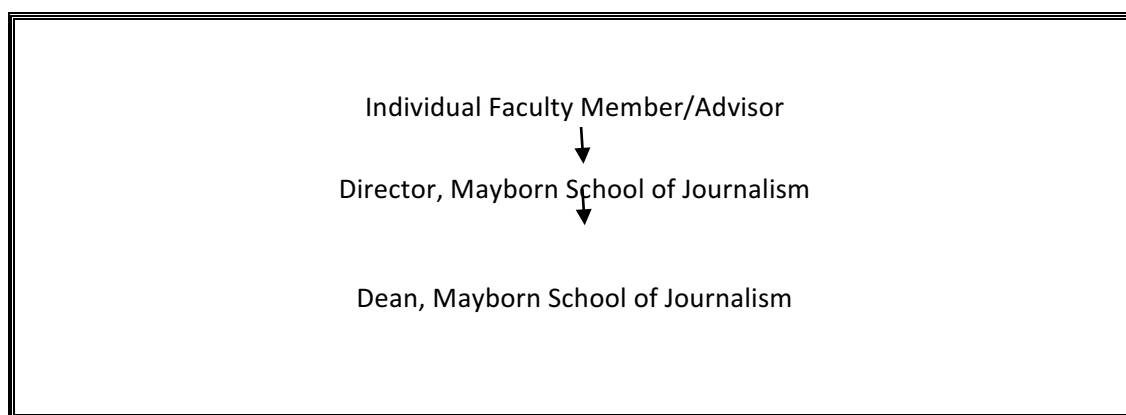 Individual Faculty Member/Advisor
Director, Mayborn School of Journalism
Dean, Mayborn School of Journalism